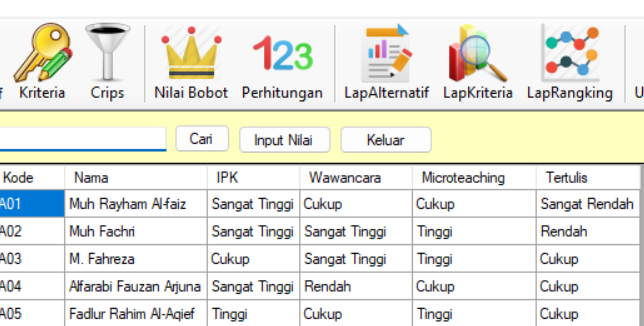 123
f Kriteria Crips Nilai Bobot Perhitungan LapAlternatif LapKriteria LapRangking U
Cari Input Nilai Keluar
Kode Nama IPK Wawancara Microteaching Tertulis
A01 Muh Rayham Al-faiz Sangat Tinggi Cukup Cukup Sangat Rendah
A02 Muh Fachri Sangat Tinggi Sangat Tinggi Tinggi Rendah
A03 M. Fahreza Cukup Sangat Tinggi Tinggi Cukup
A04 Alfarabi Fauzan Arjuna Sangat Tinggi Rendah Cukup Cukup
A05 Fadlur Rahim Al-Aqief Tinggi Cukup Tinggi Cukup